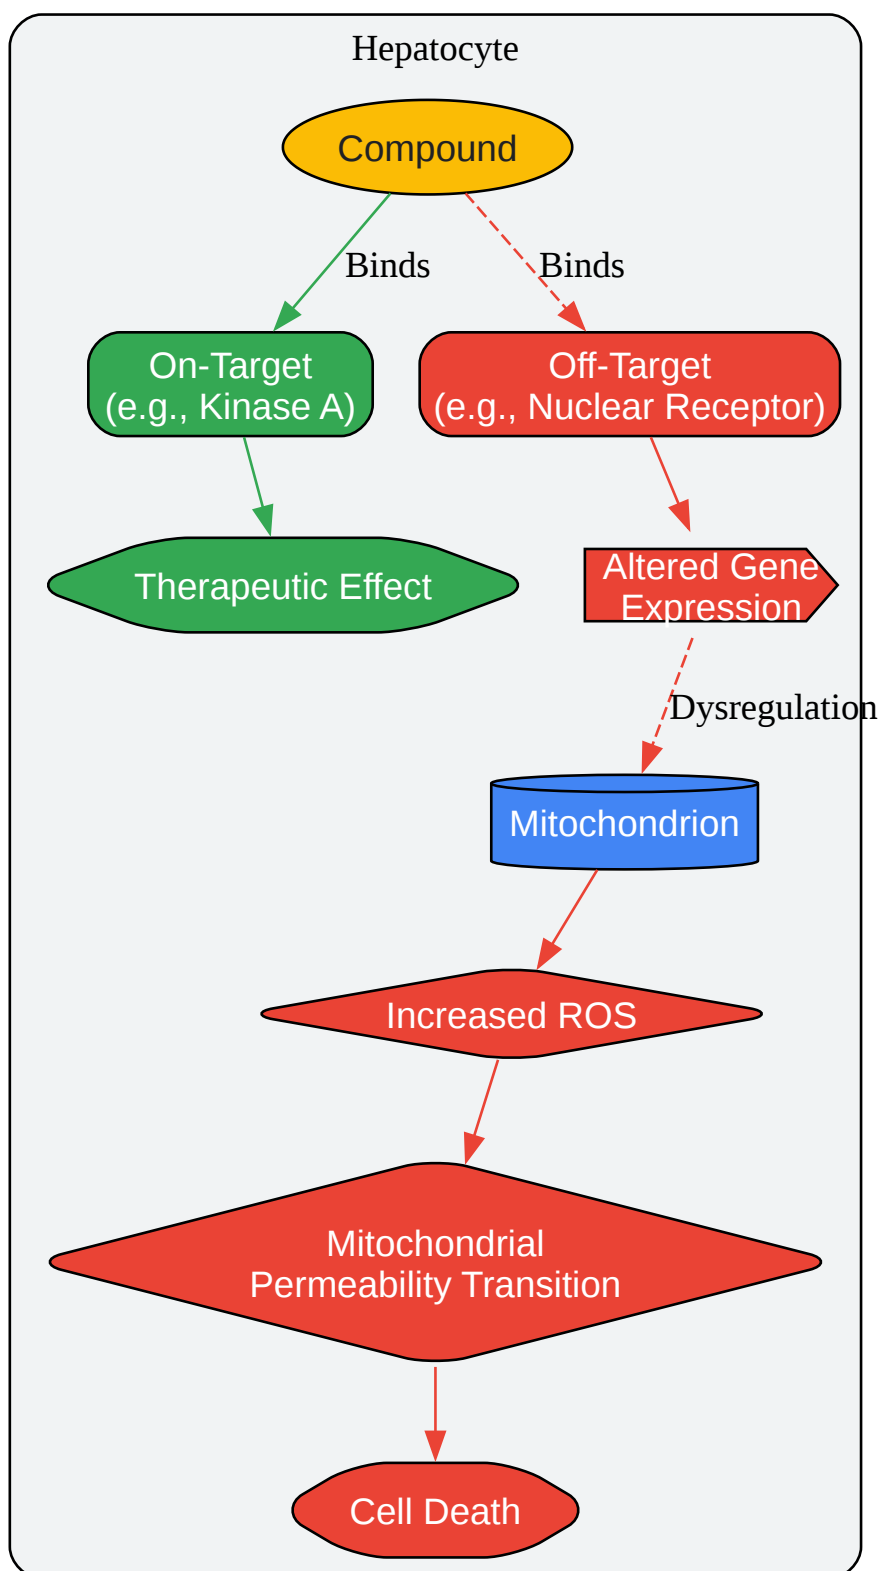 Hepatocyte
Compound
Binds
Binds
On-Target
(e.g., Kinase A)
Off-Target
(e.g., Nuclear Receptor)
Therapeutic Effect
Altered Gene
Expression
Dysregulation
Mitochondrion
Increased ROS
Mitochondrial
Permeability Transition
Cell Death